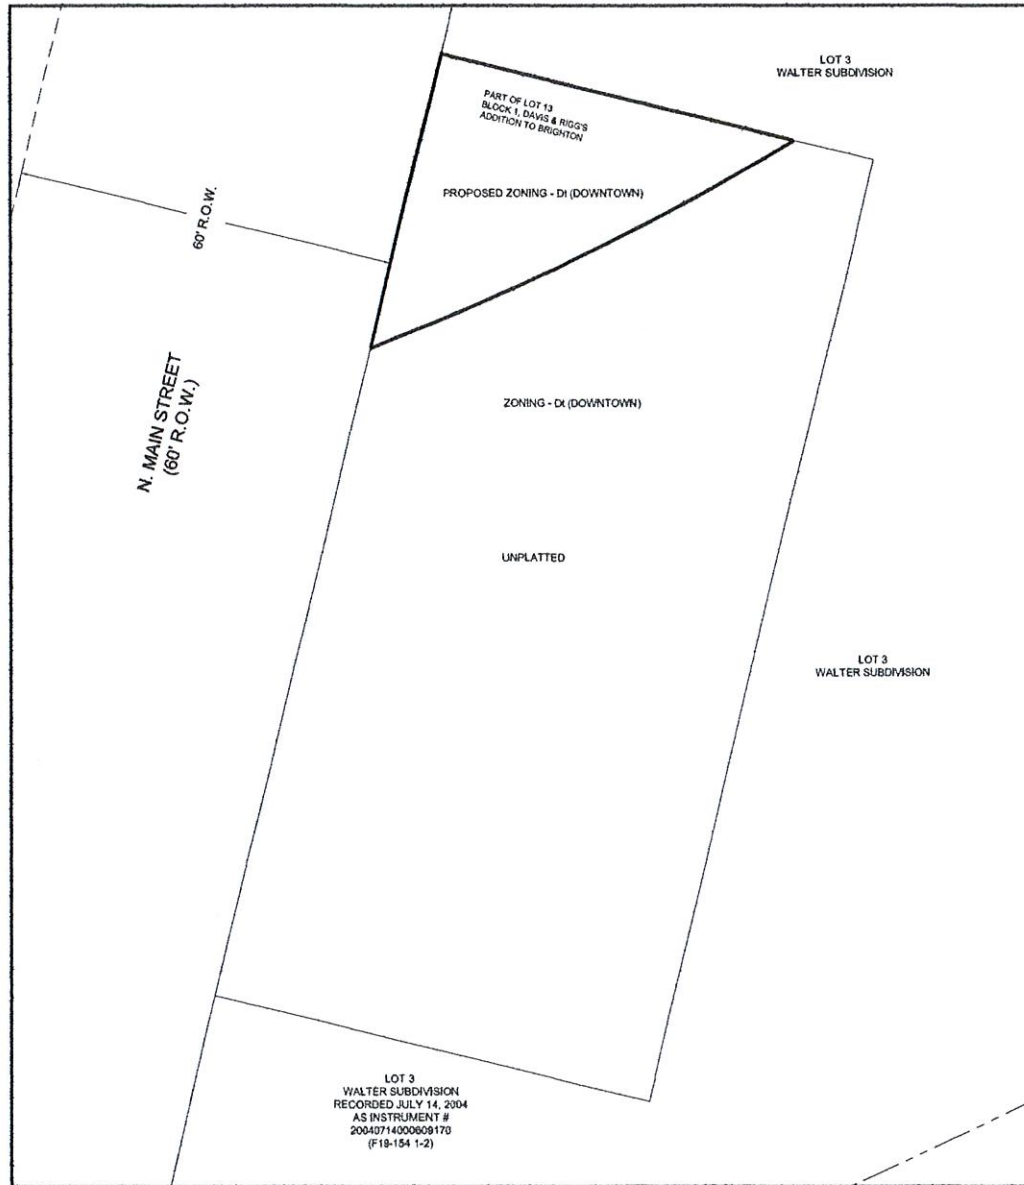 LOT 3
WALTER SUBDIVISION
PART OF LOT 13
BLOCK 1, DAVIS & RIGG'S
ADDITION TO BRIGHTON
PROPOSED ZONING - Dt (DOWNTOWN)
60' R.O.W.
N. MAIN STREET
(60' R.O.W.)
ZONING - Dt (DOWNTOWN)
UNPLATTED
LOT 3
WALTER SUBDIVISION
LOT 3
WALTER SUBDIVISION
RECORDED JULY 14, 2004
AS INSTRUMENT #
20040714000609170
(F19-154 1-2)